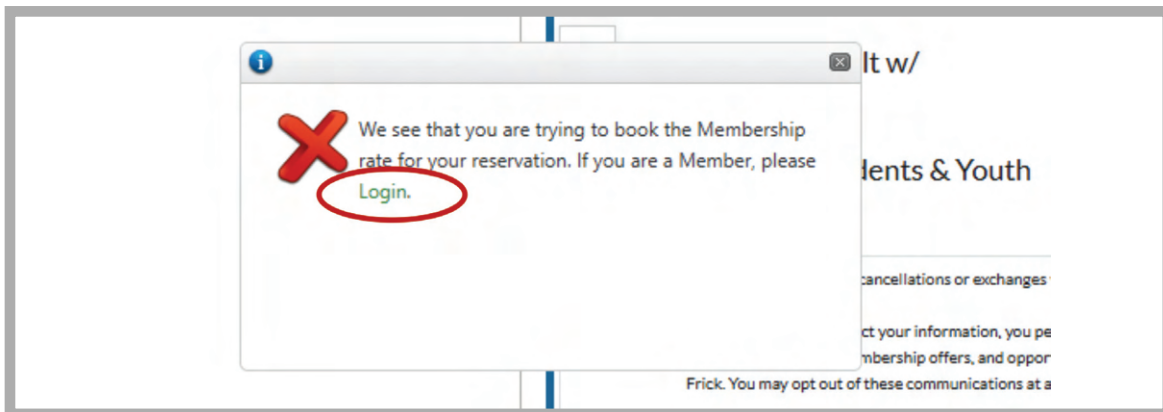 We see that you are trying to book the Membership
rate for your reservation. If you are a Member, please
Login.
lt w/
dents & Youth
cancellations or exchanges
ct your information, you pe
mbership offers, and oppor
Frick. You may opt out of these communications at a